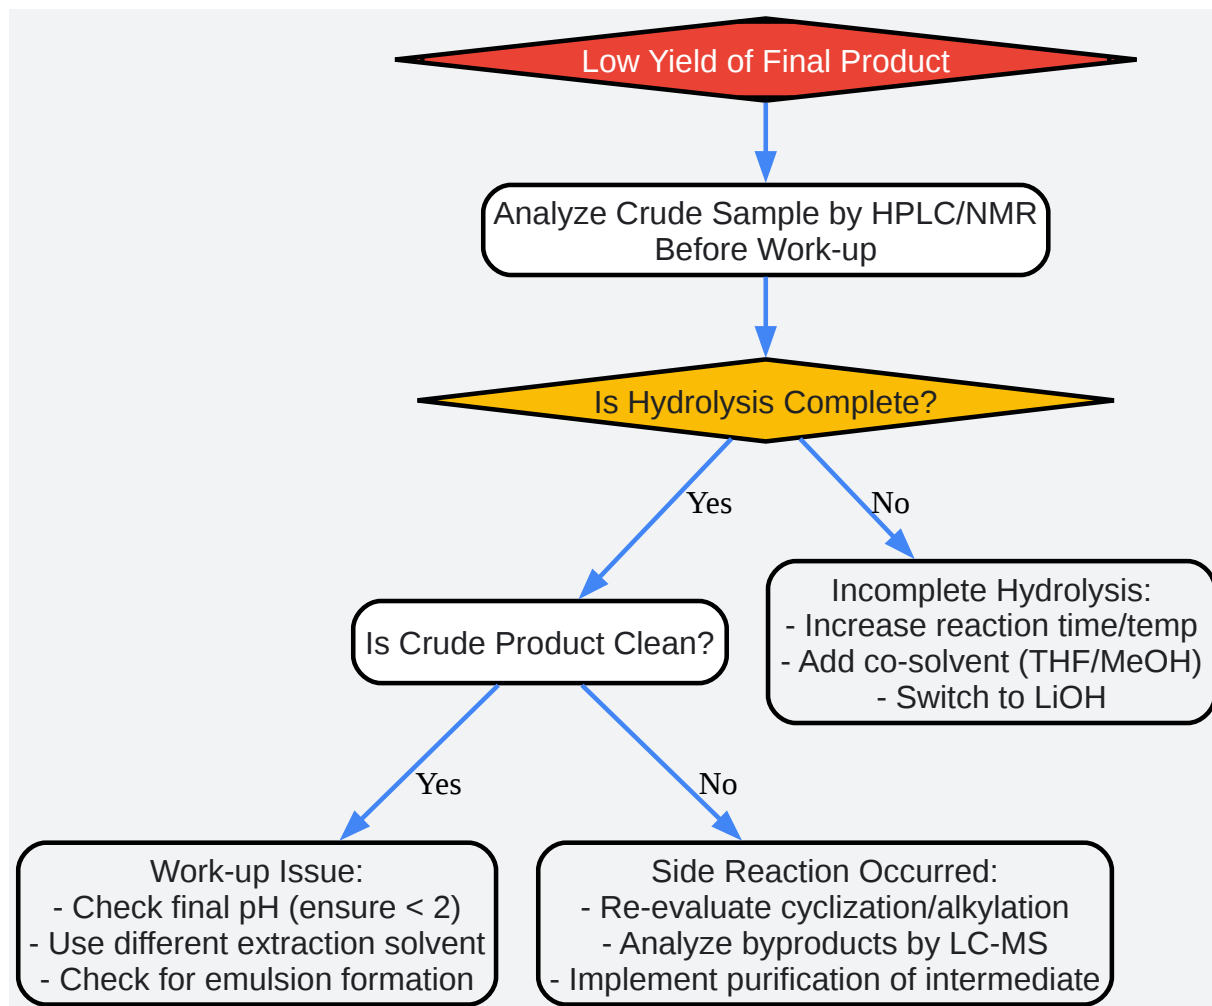 Low Yield of Final Product
Analyze Crude Sample by HPLC/NMR
Before Work-up
Is Hydrolysis Complete?
Yes
No
Incomplete Hydrolysis:
- Increase reaction time/temp
- Add co-solvent (THF/MeOH)
- Switch to LiOH
Is Crude Product Clean?
Yes
No
Work-up Issue:
- Check final pH (ensure < 2)
- Use different extraction solvent
- Check for emulsion formation
Side Reaction Occurred:
- Re-evaluate cyclization/alkylation
- Analyze byproducts by LC-MS
- Implement purification of intermediate